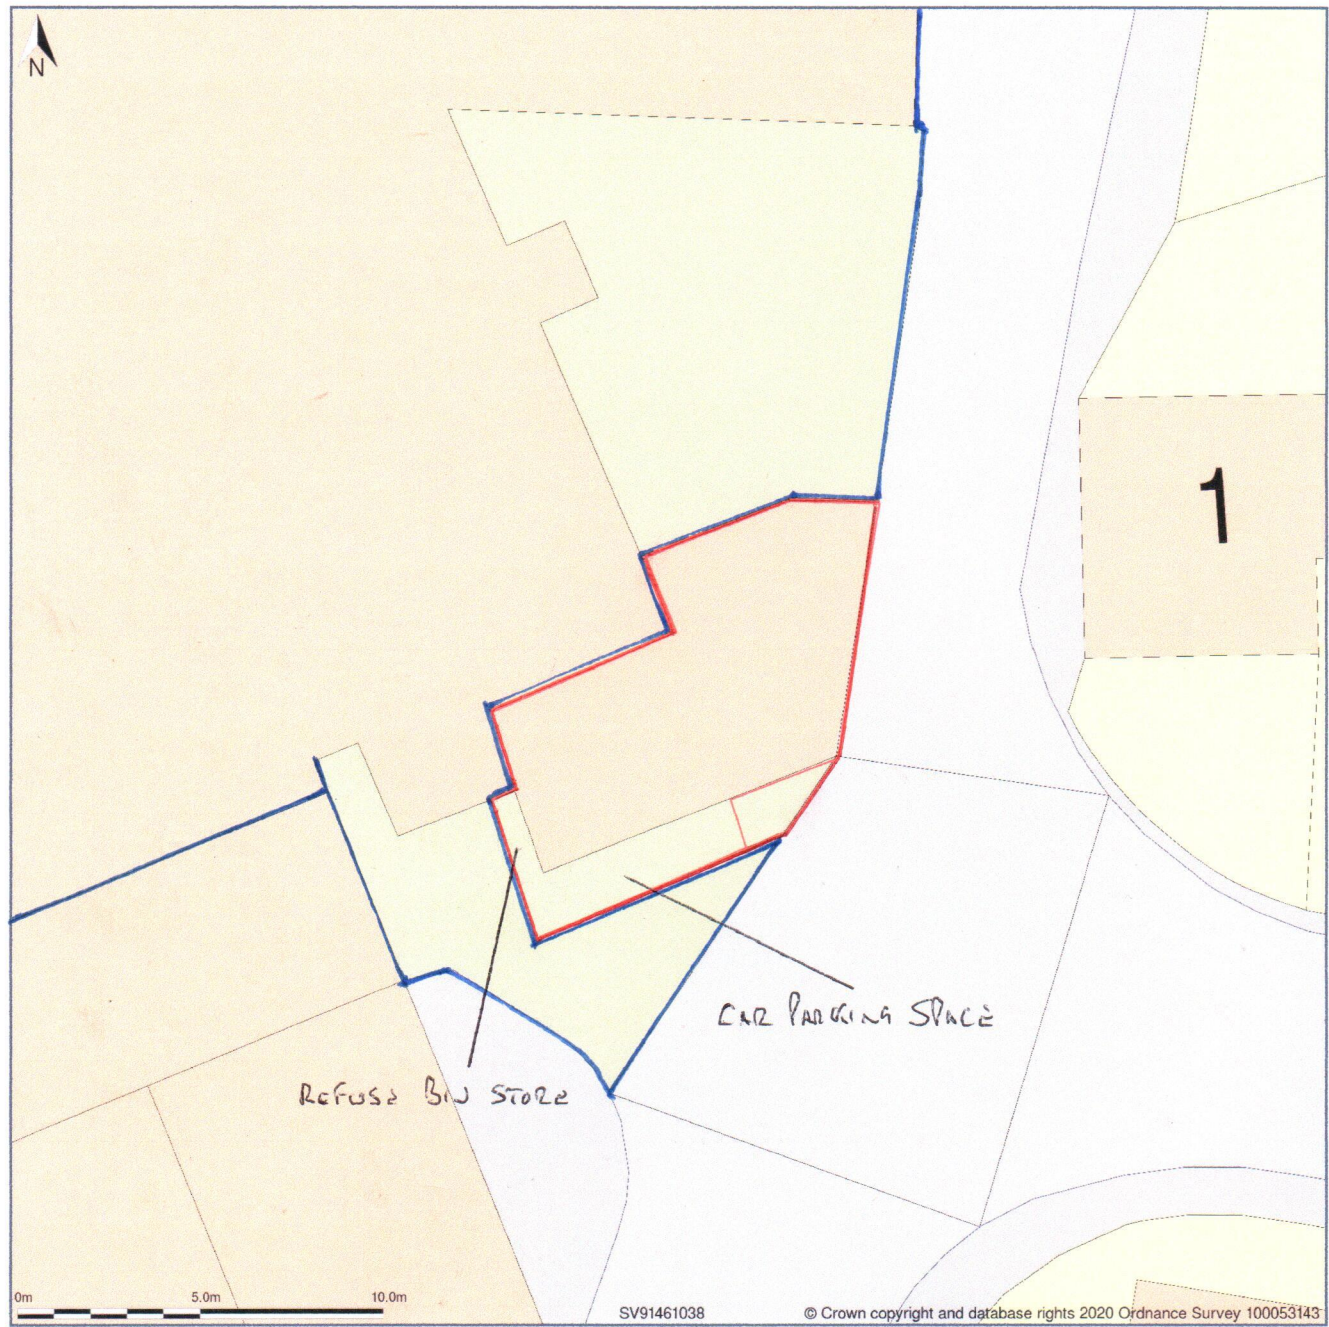 N
1
CAR PARKING SPACE
REFUSE BIN STORE
0m 5.0m 10.0m
SV91461038
© Crown copyright and database rights 2020 Ordnance Survey 100053143